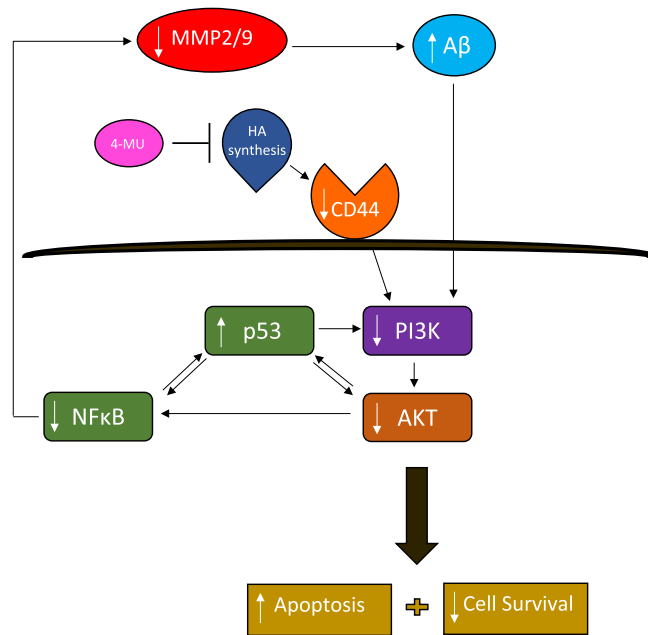 MMP2/9
Aβ
4-MU
HA
synthesis
CD44
p53
PI3K
NFκB
AKT
Apoptosis
Cell Survival